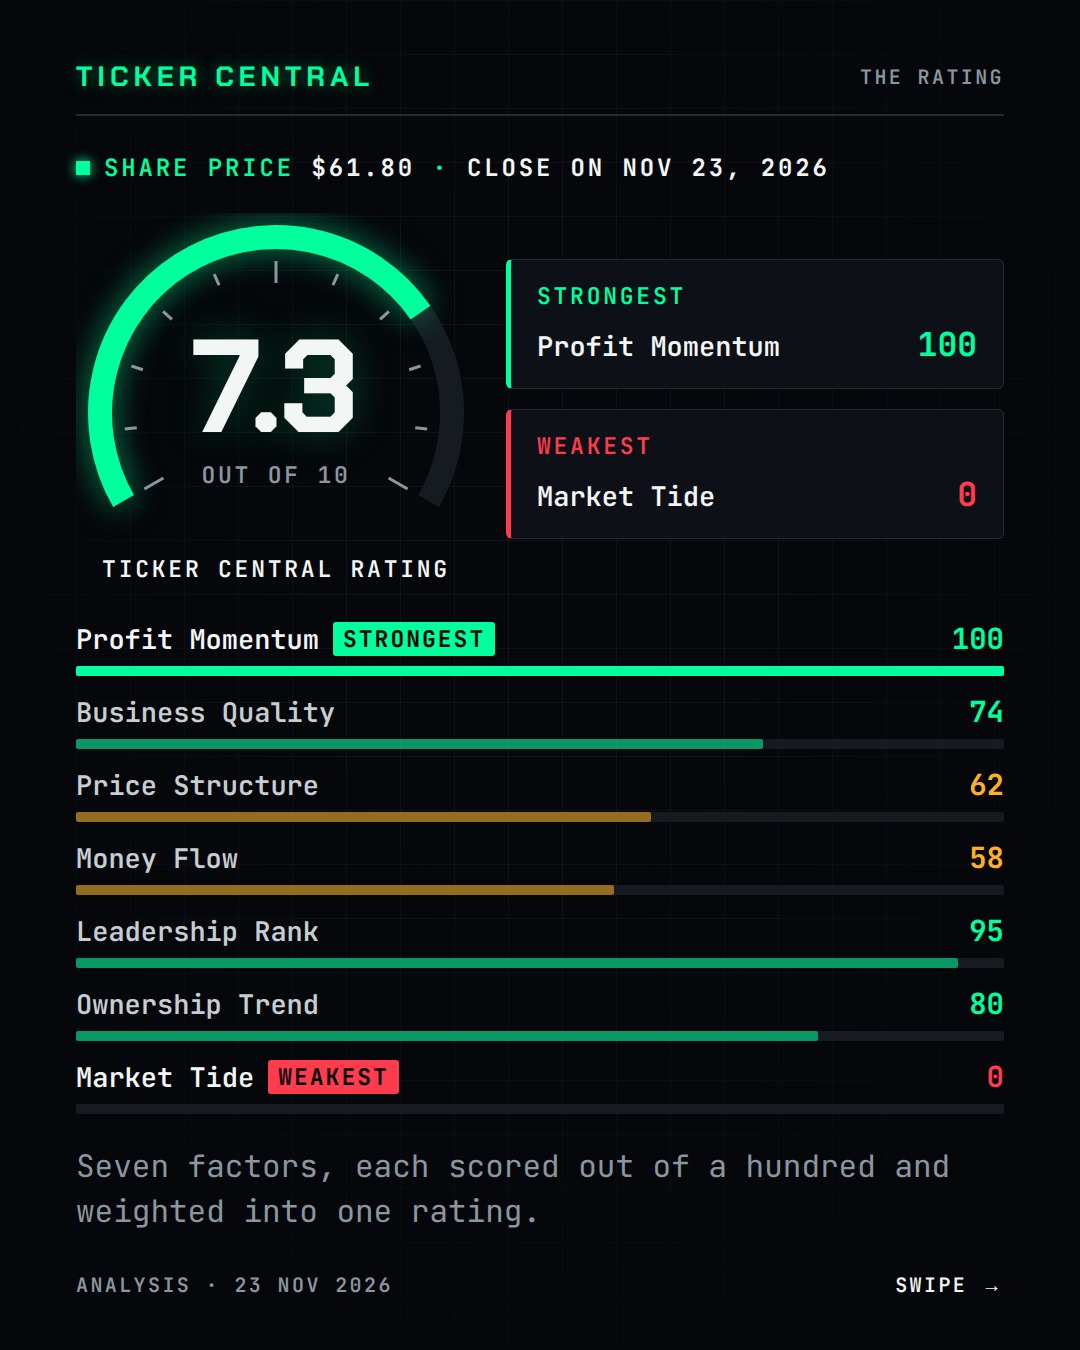 TICKER CENTRAL
THE RATING
SHARE PRICE $61.80 · CLOSE ON NOV 23, 2026
7.3
OUT OF 10
TICKER CENTRAL RATING
STRONGEST
Profit Momentum 100
WEAKEST
Market Tide 0
Profit Momentum STRONGEST 100
Business Quality 74
Price Structure 62
Money Flow 58
Leadership Rank 95
Ownership Trend 80
Market Tide WEAKEST 0
Seven factors, each scored out of a hundred and
weighted into one rating.
ANALYSIS · 23 NOV 2026
SWIPE →